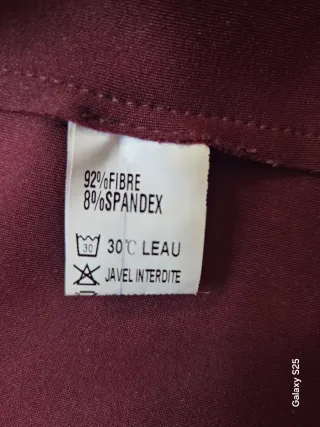 92%FIBRE
8%SPANDEX
30
30℃ LEAU
JAVEL INTERDITE
Galaxy S25